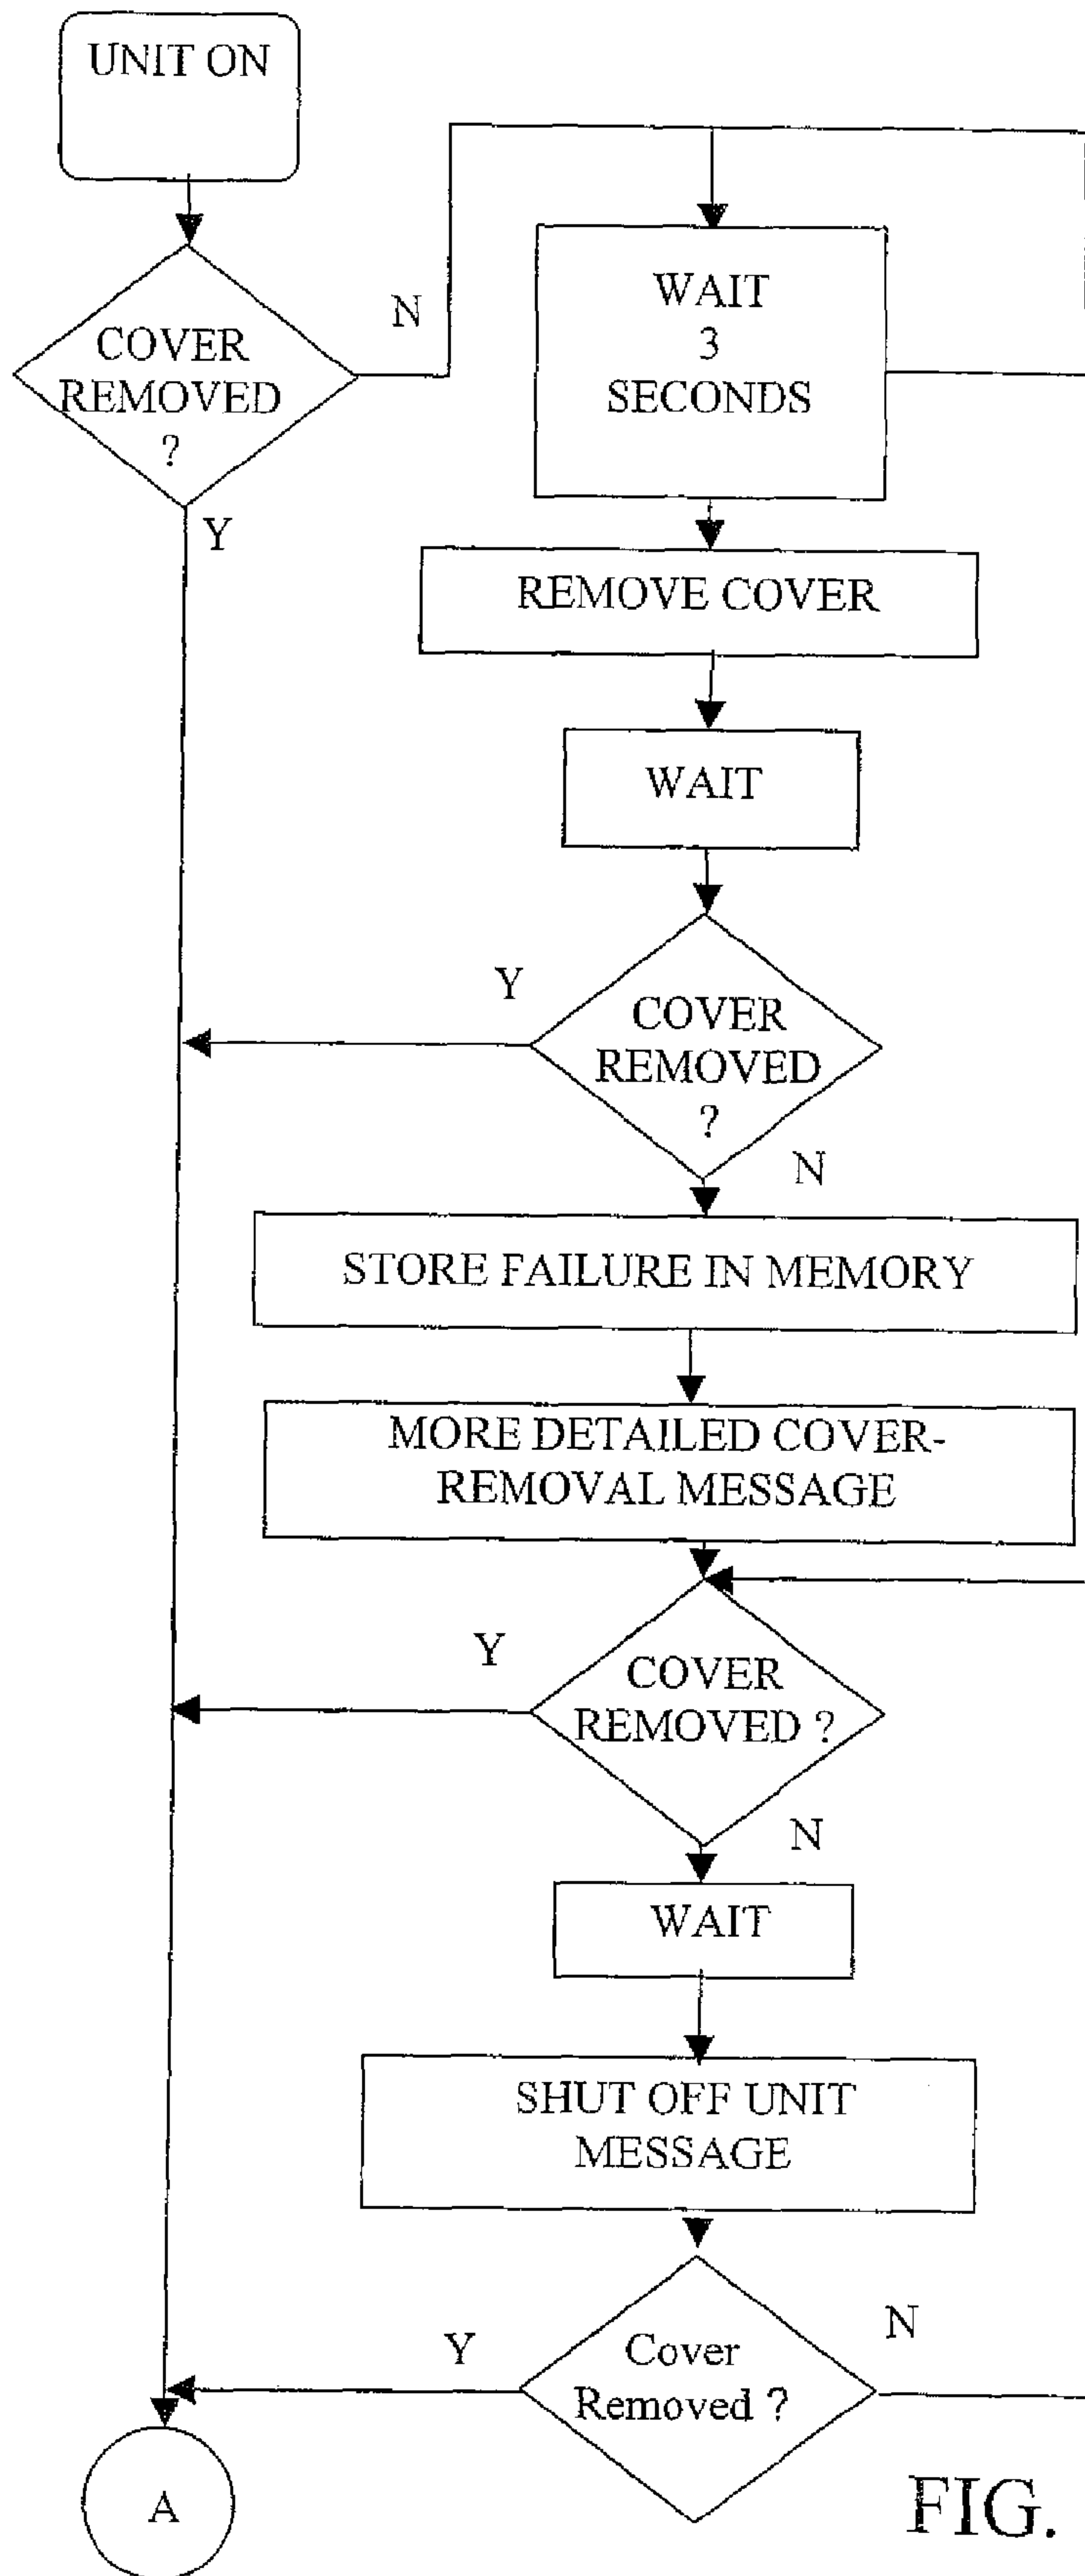 UNIT ON
COVER
REMOVED
?
N
Y
WAIT
3
SECONDS
REMOVE COVER
WAIT
Y
COVER
REMOVED
?
N
STORE FAILURE IN MEMORY
MORE DETAILED COVER-
REMOVAL MESSAGE
Y
COVER
REMOVED ?
N
WAIT
SHUT OFF UNIT
MESSAGE
Y
Cover
Removed ?
N
A
FIG.